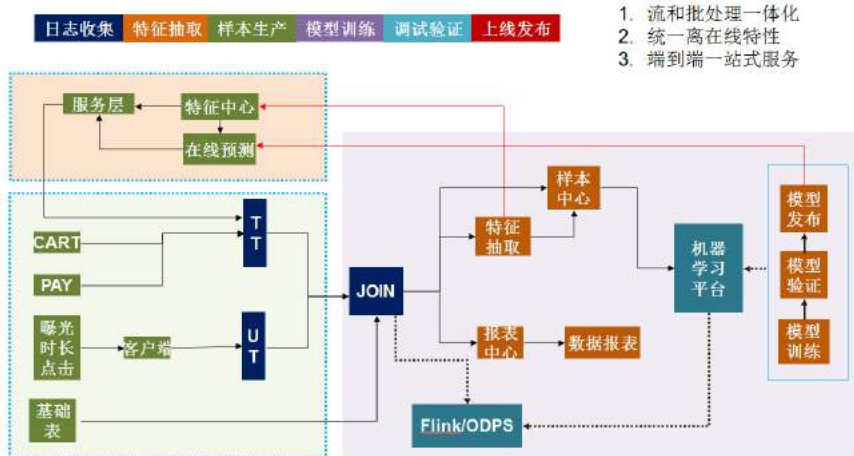 日志收集 特征抽取 样本生产 模型训练 调试验证 上线发布
1. 流和批处理一体化
2. 统一离在线特性
3. 端到端一站式服务
服务层
特征中心
在线预测
CART
PAY
曝光
时长
点击
客户端
基础
表
T
T
U
T
JOIN
特征
抽取
样本
中心
报表
中心
数据报表
Flink/ODPS
机器
学习
平台
模型
发布
模型
验证
模型
训练